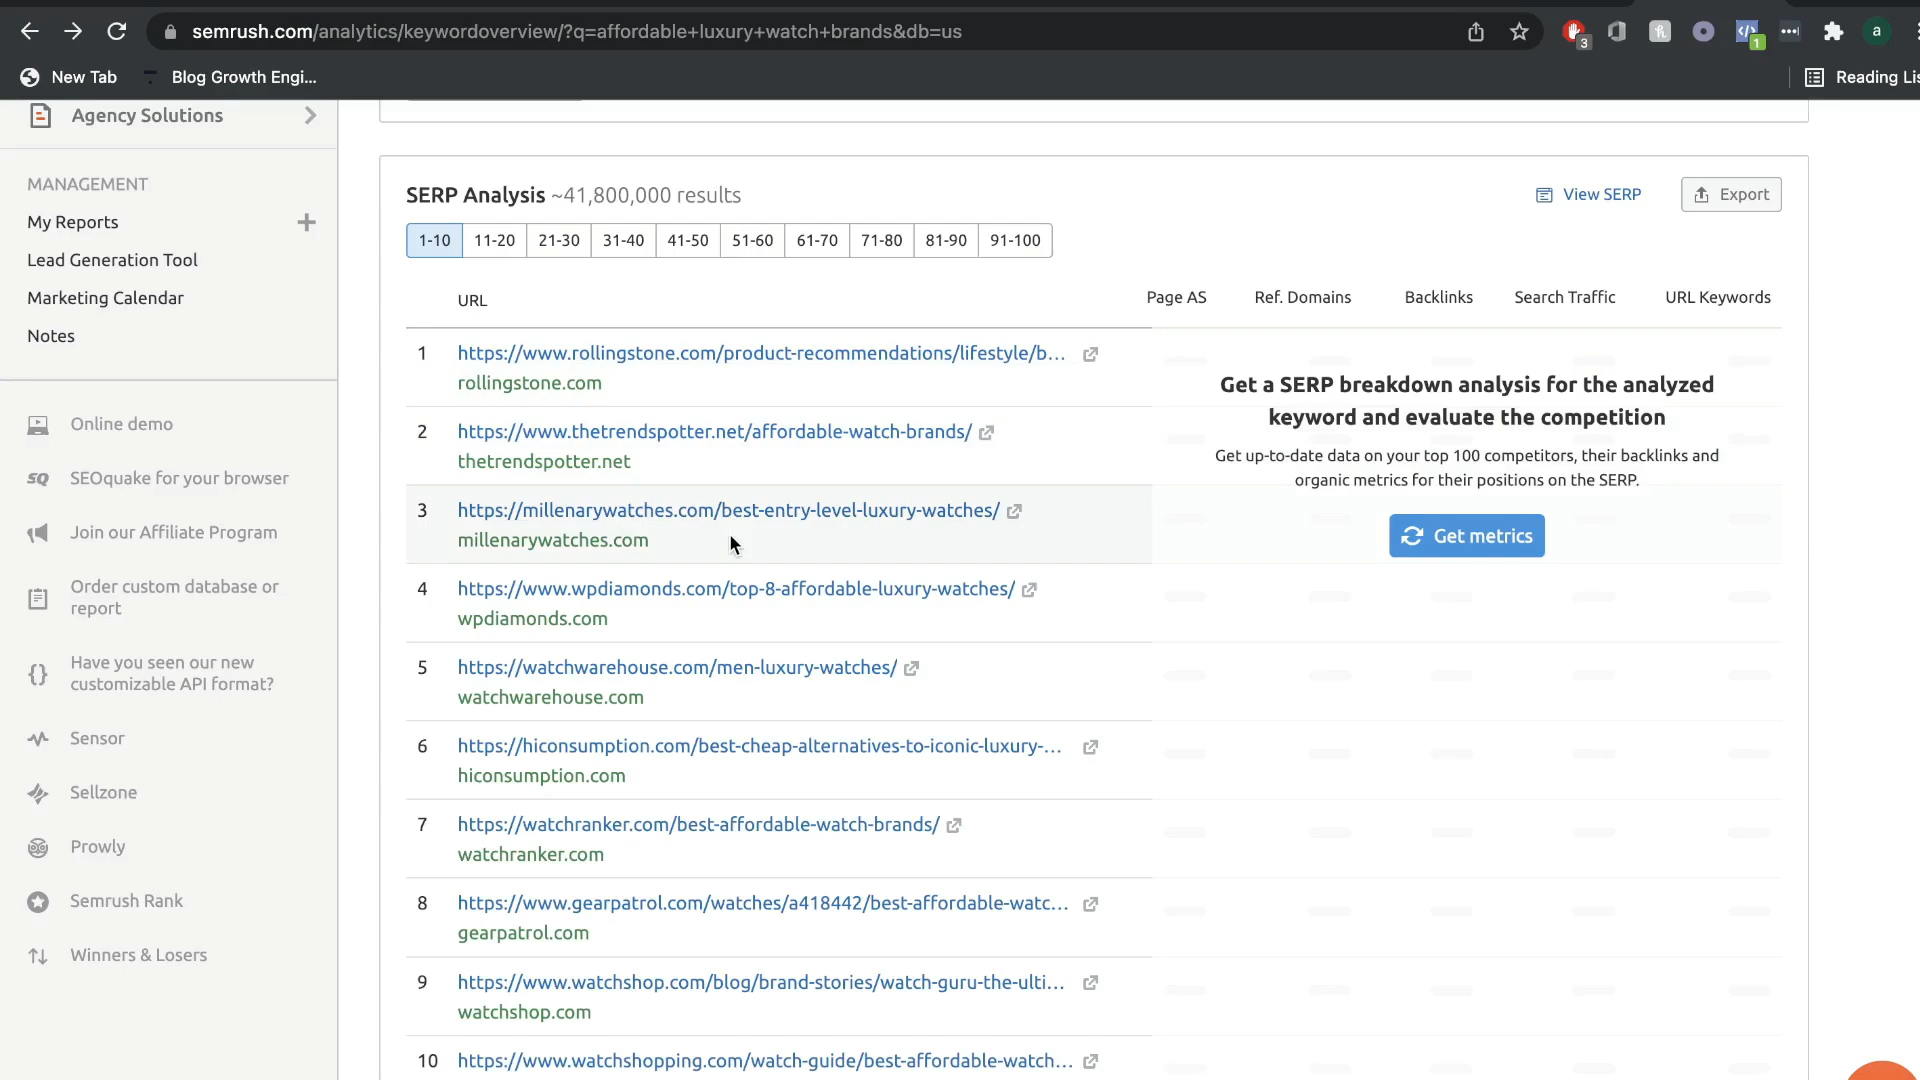 semrush.com/analytics/keywordoverview/?q=affordable+luxury+watch+brands&db=us
3
1
a
New Tab
Blog Growth Engi...
Reading Lis
Agency Solutions
MANAGEMENT
My Reports
Lead Generation Tool
Marketing Calendar
Notes
Online demo
SEOquake for your browser
Join our Affiliate Program
Order custom database or
report
Have you seen our new
customizable API format?
Sensor
Sellzone
Prowly
Semrush Rank
Winners & Losers
SERP Analysis ~41,800,000 results
View SERP
Export
1-10 11-20 21-30 31-40 41-50 51-60 61-70 71-80 81-90 91-100
URL Page AS Ref. Domains Backlinks Search Traffic URL Keywords
1 https://www.rollingstone.com/product-recommendations/lifestyle/b...
rollingstone.com
2 https://www.thetrendspotter.net/affordable-watch-brands/
thetrendspotter.net
3 https://millenarywatches.com/best-entry-level-luxury-watches/
millenarywatches.com
4 https://www.wpdiamonds.com/top-8-affordable-luxury-watches/
wpdiamonds.com
5 https://watchwarehouse.com/men-luxury-watches/
watchwarehouse.com
6 https://hiconsumption.com/best-cheap-alternatives-to-iconic-luxury-...
hiconsumption.com
7 https://watchranker.com/best-affordable-watch-brands/
watchranker.com
8 https://www.gearpatrol.com/watches/a418442/best-affordable-watc...
gearpatrol.com
9 https://www.watchshop.com/blog/brand-stories/watch-guru-the-ulti...
watchshop.com
10 https://www.watchshopping.com/watch-guide/best-affordable-watch...
Get a SERP breakdown analysis for the analyzed
keyword and evaluate the competition
Get up-to-date data on your top 100 competitors, their backlinks and
organic metrics for their positions on the SERP.
Get metrics